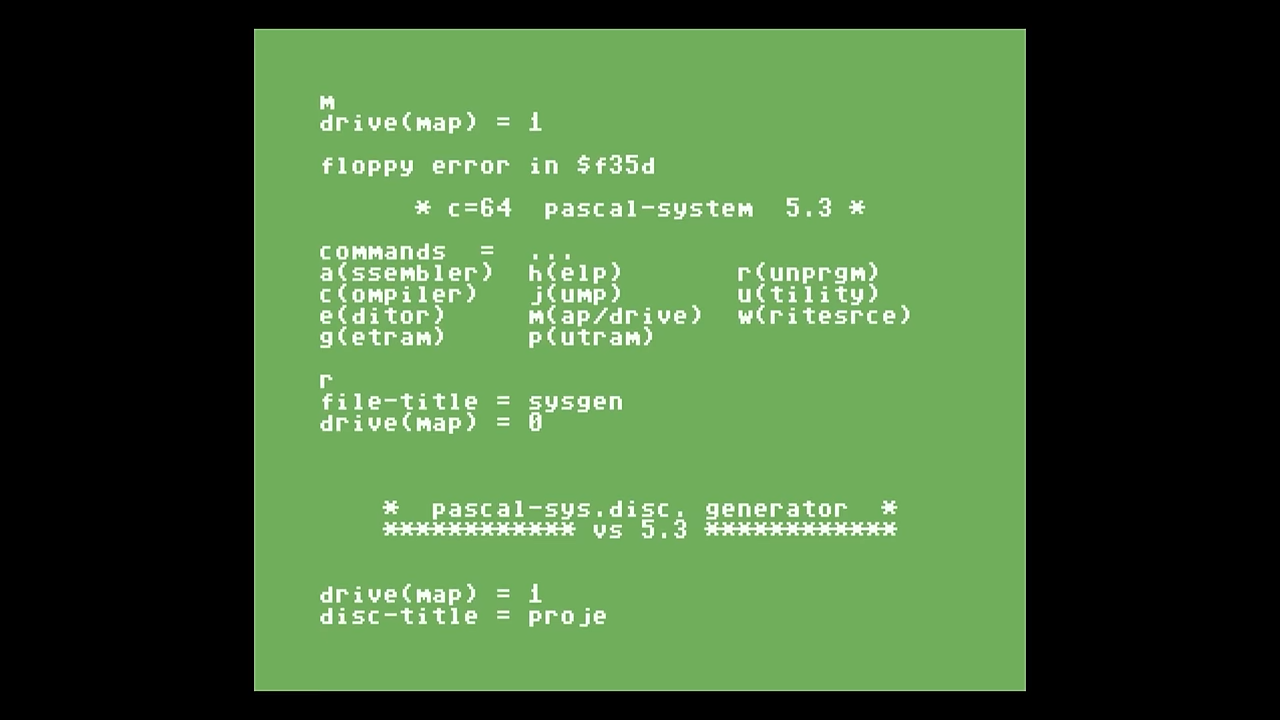 m
drive(map) = 1
floppy error in $f35d
* c=64 pascal-system 5.3 *
commands = ...
a(ssembler) h(elp) r(unprgm)
c(ompiler) j(ump) u(tility)
e(ditor) m(ap/drive) w(ritesrce)
g(etram) p(utram)
r
file-title = sysgen
drive(map) = 0
* pascal-sys.disc. generator *
************ vs 5.3 ************
drive(map) = 1
disc-title = proje